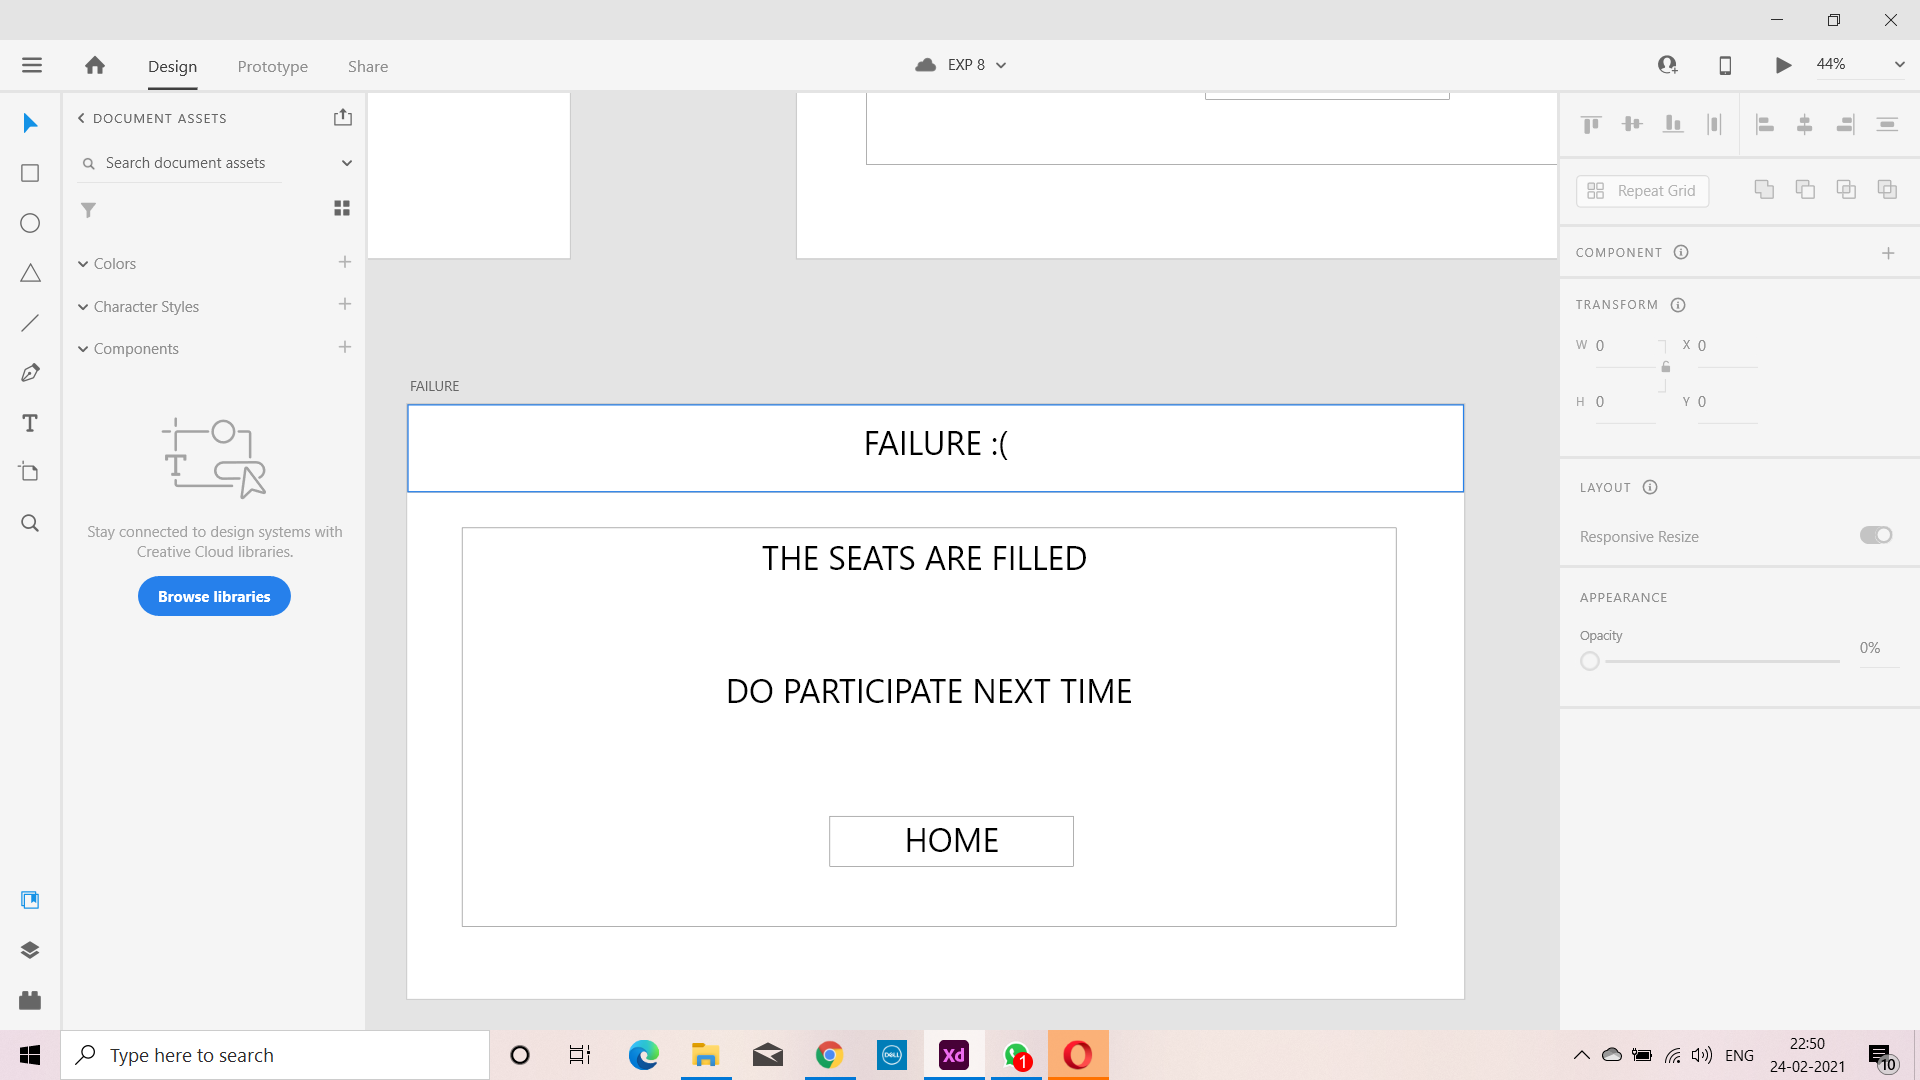 Design
Prototype
Share
EXP 8
44%
DOCUMENT ASSETS
Search document assets
Colors
Character Styles
Components
Stay connected to design systems with
Creative Cloud libraries.
Browse libraries
T
FAILURE
FAILURE :(
THE SEATS ARE FILLED
DO PARTICIPATE NEXT TIME
HOME
Repeat Grid
COMPONENT
TRANSFORM
W 0 X 0
H 0 Y 0
LAYOUT
Responsive Resize
APPEARANCE
Opacity
0%
Type here to search
DELL
Xd
1
ENG
22:50
24-02-2021
10